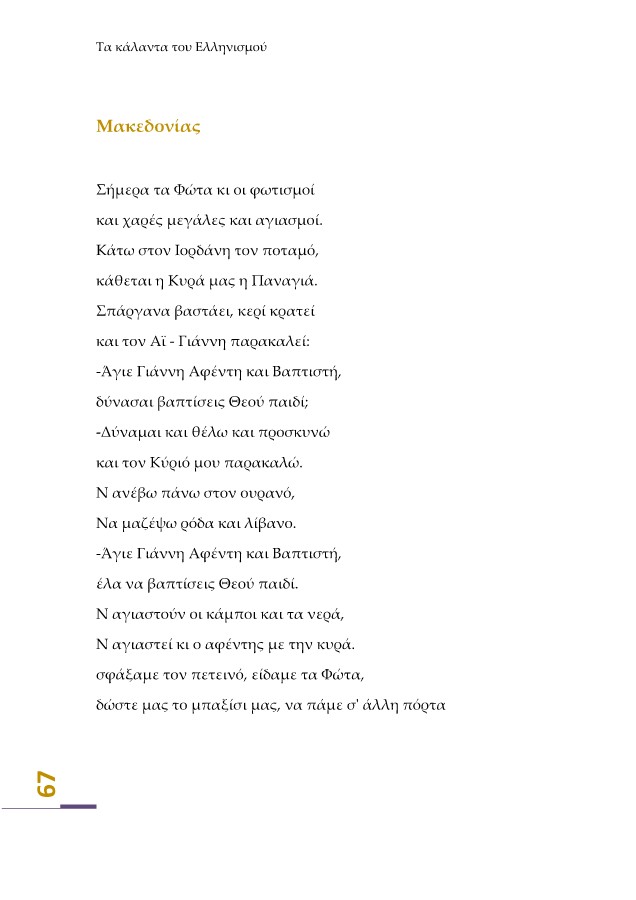 Τα κάλαντα του Ελληνισμού
Μακεδονίας
Σήμερα τα Φώτα κι οι φωτισμοί
και χαρές μεγάλες και αγιασμοί.
Κάτω στον Ιορδάνη τον ποταμό,
κάθεται η Κυρά μας η Παναγιά.
Σπάργανα βαστάει, κερί κρατεί
και τον Αϊ - Γιάννη παρακαλεί:
-Άγιε Γιάννη Αφέντη και Βαπτιστή,
δύνασαι βαπτίσεις Θεού παιδί;
-Δύναμαι και θέλω και προσκυνώ
και τον Κύριό μου παρακαλώ.
Ν ανέβω πάνω στον ουρανό,
Να μαζέψω ρόδα και λίβανο.
-Άγιε Γιάννη Αφέντη και Βαπτιστή,
έλα να βαπτίσεις Θεού παιδί.
Ν αγιαστούν οι κάμποι και τα νερά,
Ν αγιαστεί κι ο αφέντης με την κυρά.
σφάξαμε τον πετεινό, είδαμε τα Φώτα,
δώστε μας το μπαξίσι μας, να πάμε σ' άλλη πόρτα
67